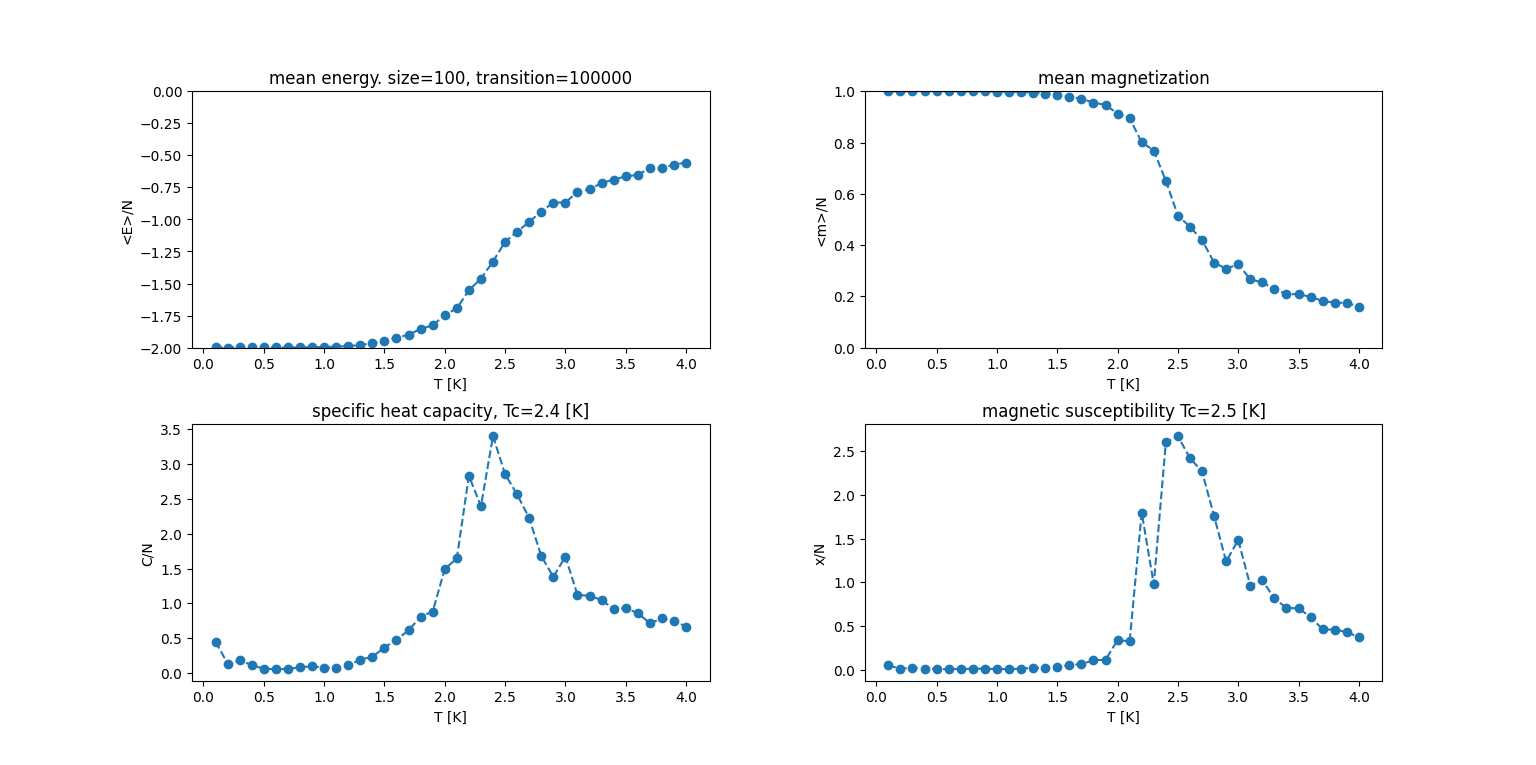 mean energy. size=100, transition=100000
<E>/N
0.00
−0.25
−0.50
−0.75
−1.00
−1.25
−1.50
−1.75
−2.00
0.0 0.5 1.0 1.5 2.0 2.5 3.0 3.5 4.0
T [K]
mean magnetization
<m>/N
1.0
0.8
0.6
0.4
0.2
0.0
0.0 0.5 1.0 1.5 2.0 2.5 3.0 3.5 4.0
T [K]
specific heat capacity, Tc=2.4 [K]
C/N
3.5
3.0
2.5
2.0
1.5
1.0
0.5
0.0
0.0 0.5 1.0 1.5 2.0 2.5 3.0 3.5 4.0
T [K]
magnetic susceptibility Tc=2.5 [K]
x/N
2.5
2.0
1.5
1.0
0.5
0.0
0.0 0.5 1.0 1.5 2.0 2.5 3.0 3.5 4.0
T [K]